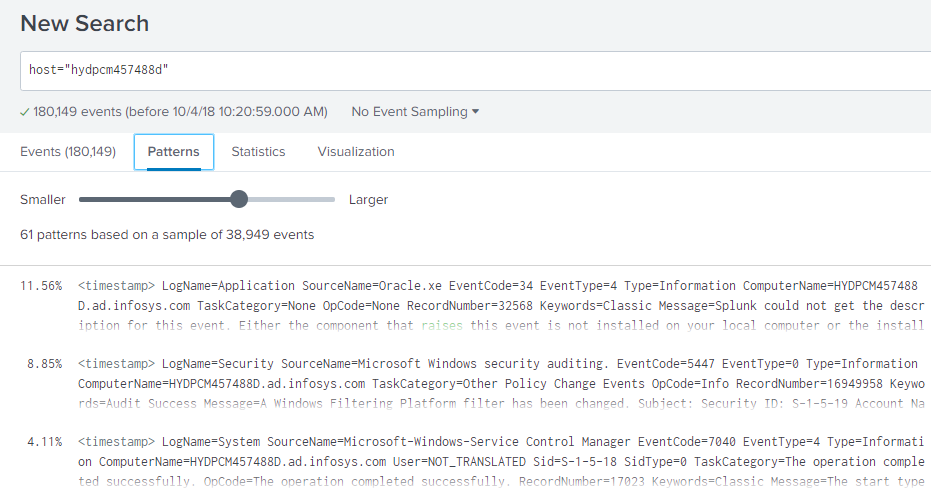 New Search
host="hydpcm457488d"
✓ 180,149 events (before 10/4/18 10:20:59.000 AM) No Event Sampling
Events (180,149) Patterns Statistics Visualization
Smaller Larger
61 patterns based on a sample of 38,949 events
11.56% <timestamp> LogName=Application SourceName=Oracle.xe EventCode=34 EventType=4 Type=Information ComputerName=HYDPCM457488
D.ad.infosys.com TaskCategory=None OpCode=None RecordNumber=32568 Keywords=Classic Message=Splunk could not get the descr
iption for this event. Either the component that raises this event is not installed on your local computer or the install
8.85% <timestamp> LogName=Security SourceName=Microsoft Windows security auditing. EventCode=5447 EventType=0 Type=Information
ComputerName=HYDPCM457488D.ad.infosys.com TaskCategory=Other Policy Change Events OpCode=Info RecordNumber=16949958 Keywo
rds=Audit Success Message=A Windows Filtering Platform filter has been changed. Subject: Security ID: S-1-5-19 Account Na
4.11% <timestamp> LogName=System SourceName=Microsoft-Windows-Service Control Manager EventCode=7040 EventType=4 Type=Informati
on ComputerName=HYDPCM457488D.ad.infosys.com User=NOT_TRANSLATED Sid=S-1-5-18 SidType=0 TaskCategory=The operation comple
ted successfully. OpCode=The operation completed successfully. RecordNumber=17023 Keywords=Classic Message=The start type